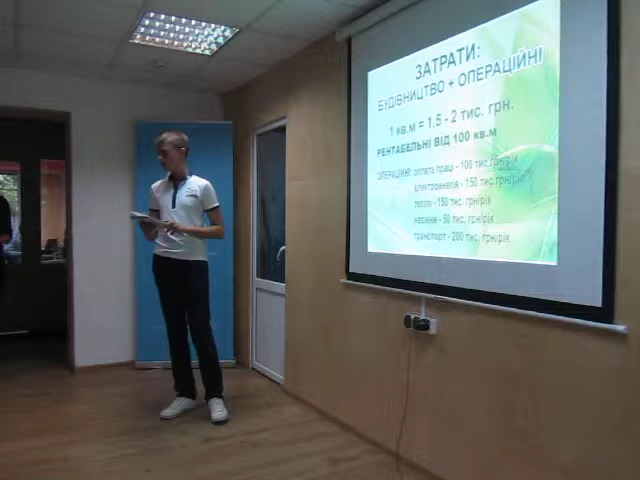 ЗАТРАТИ:
БУДІВНИЦТВО + ОПЕРАЦІЙНІ
1 кв.м = 1,5 - 2 тис. грн.
РЕНТАБЕЛЬНІ ВІД 100 кв.м
ОПЕРАЦІЙНІ: оплата праці - 100 тис.грн/рік
електроенергія - 150 тис.грн/рік
тепло - 150 тис.грн/рік
насіння - 50 тис. грн/рік
транспорт - 200 тис. грн/рік